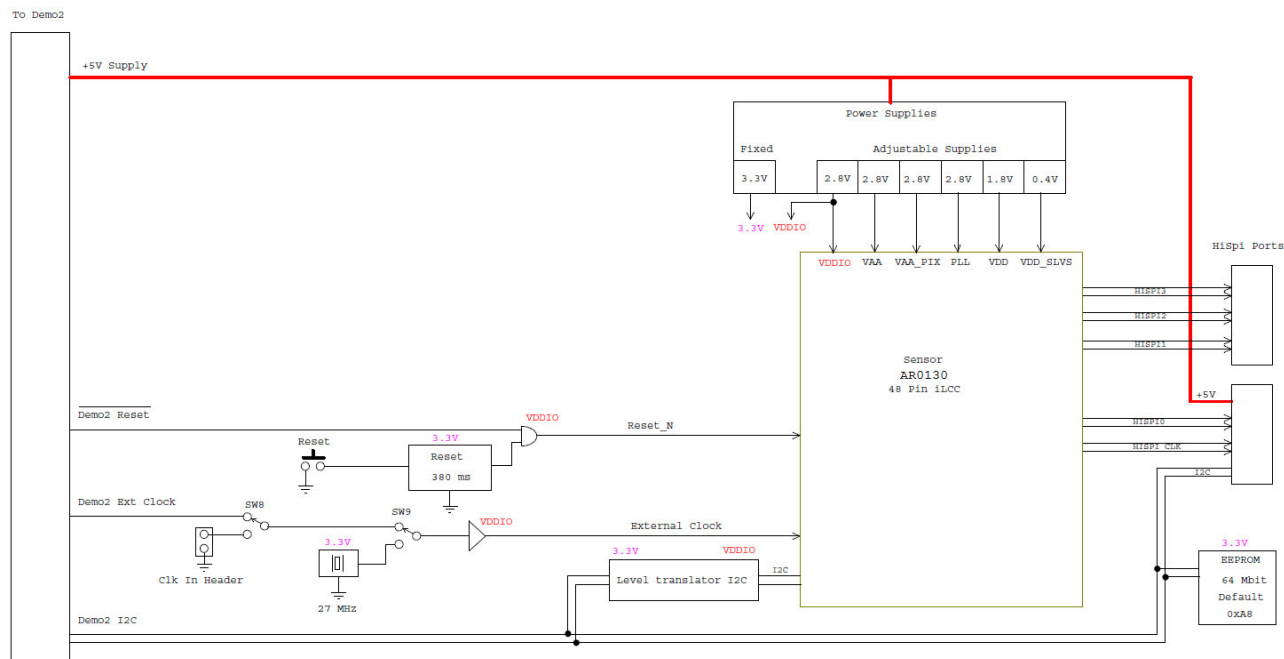 To Demo2
+5V Supply
Power Supplies
Fixed
Adjustable Supplies
3.3V
2.8V
2.8V
2.8V
2.8V
1.8V
0.4V
3.3V
VDDIO
VDDIO
VAA
VAA_PIX
PLL
VDD
VDD_SLVS
HiSpi Ports
HISPI3
HISPI2
HISPI1
Sensor
AR0130
48 Pin iLCC
+5V
HISPI0
HISPI CLK
I2C
Demo2 Reset
VDDIO
Reset_N
Reset
3.3V
Reset
380 ms
Demo2 Ext Clock
SW8
SW9
VDDIO
External Clock
Clk In Header
3.3V
27 MHz
3.3V
VDDIO
Level translator I2C
I2C
3.3V
EEPROM
64 Mbit
Default
0xA8
Demo2 I2C